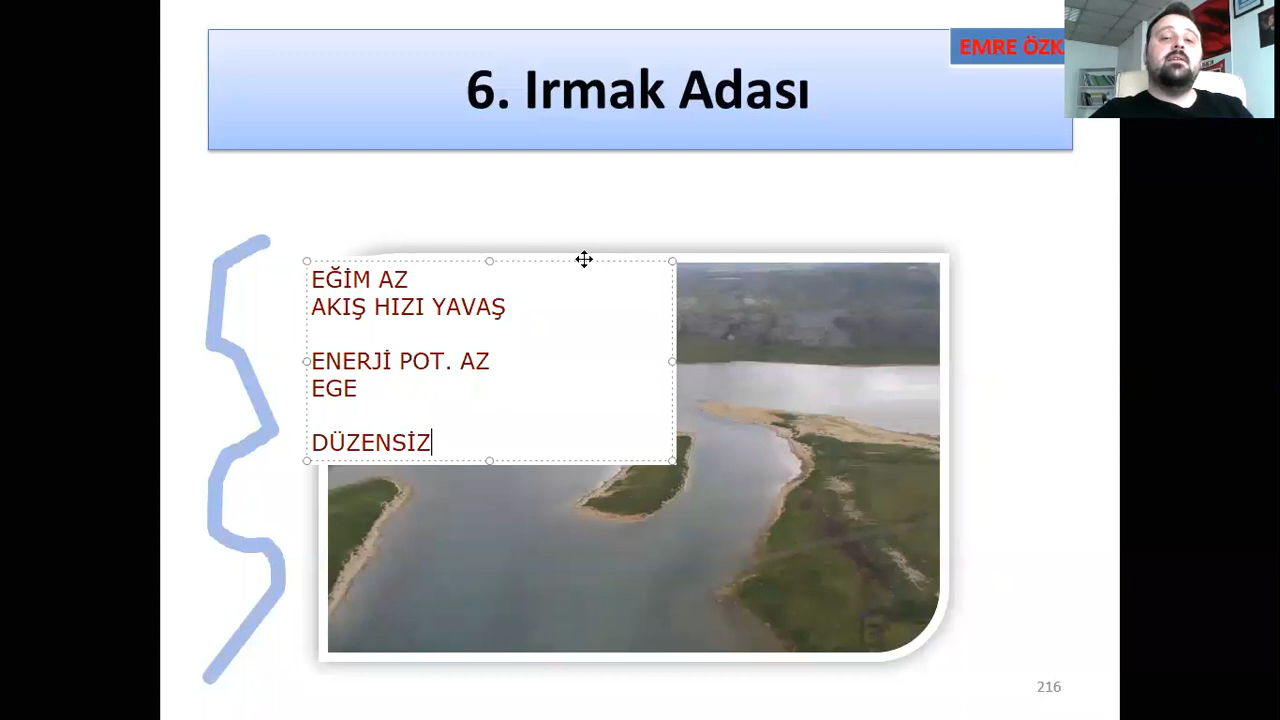 EMRE ÖZK
6. Irmak Adası
EĞİM AZ
AKIŞ HIZI YAVAŞ
ENERJİ POT. AZ
EGE
DÜZENSİZ
216